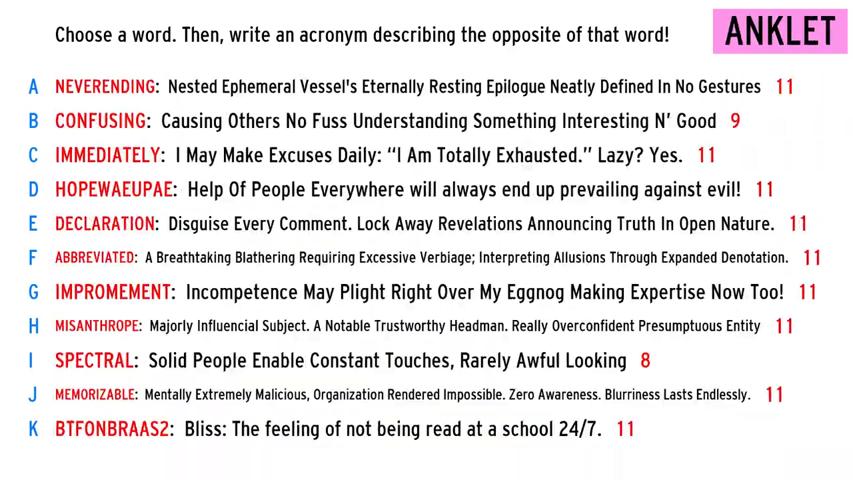 Choose a word. Then, write an acronym describing the opposite of that word!
ANKLET
A NEVERENDING: Nested Ephemeral Vessel's Eternally Resting Epilogue Neatly Defined In No Gestures 11
B CONFUSING: Causing Others No Fuss Understanding Something Interesting N' Good 9
C IMMEDIATELY: I May Make Excuses Daily: “I Am Totally Exhausted.” Lazy? Yes. 11
D HOPEWAEUPAE: Help Of People Everywhere will always end up prevailing against evil! 11
E DECLARATION: Disguise Every Comment. Lock Away Revelations Announcing Truth In Open Nature. 11
F ABBREVIATED: A Breathtaking Blathering Requiring Excessive Verbiage; Interpreting Allusions Through Expanded Denotation. 11
G IMPROMEMENT: Incompetence May Plight Right Over My Eggnog Making Expertise Now Too! 11
H MISANTHROPE: Majorly Influential Subject. A Notable Trustworthy Headman. Really Overconfident Presumptuous Entity 11
I SPECTRAL: Solid People Enable Constant Touches, Rarely Awful Looking 8
J MEMORIZABLE: Mentally Extremely Malicious, Organization Rendered Impossible. Zero Awareness. Blurriness Lasts Endlessly. 11
K BTFONBRAAS2: Bliss: The feeling of not being read at a school 24/7. 11